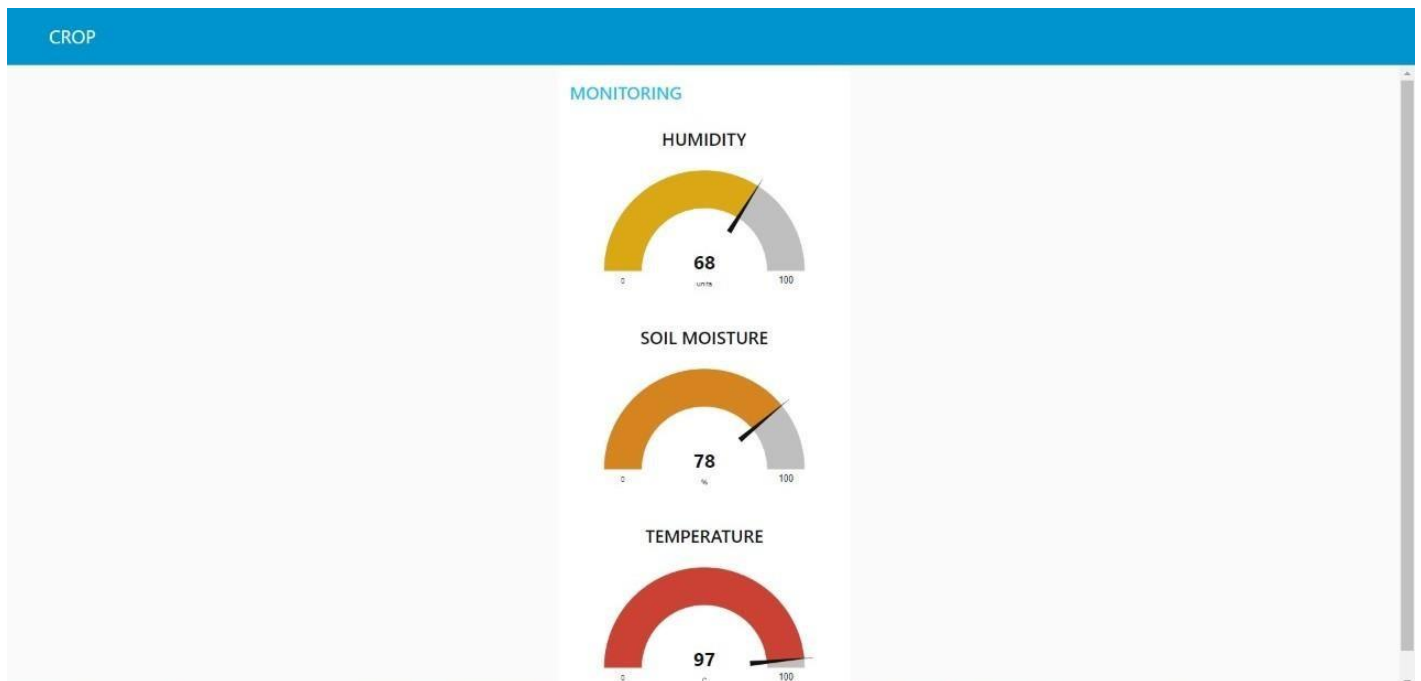 CROP
MONITORING
HUMIDITY
68
0 units 100
SOIL MOISTURE
78
0 % 100
TEMPERATURE
97
0 C 100